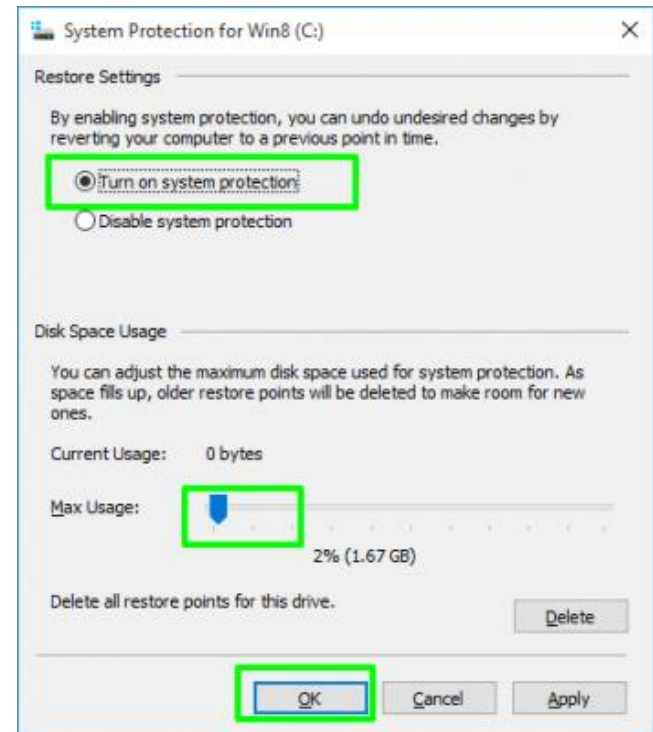 System Protection for Win8 (C:)
Restore Settings
By enabling system protection, you can undo undesired changes by
reverting your computer to a previous point in time.
Turn on system protection
Disable system protection
Disk Space Usage
You can adjust the maximum disk space used for system protection. As
space fills up, older restore points will be deleted to make room for new
ones.
Current Usage: 0 bytes
Max Usage:
2% (1.67 GB)
Delete all restore points for this drive.
Delete
OK Cancel Apply